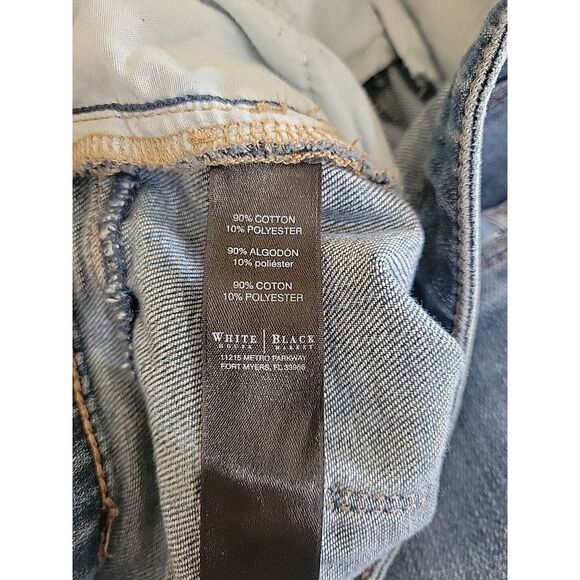 90% COTTON
10% POLYESTER
90% ALGODÓN
10% poliéster
90% COTON
10% POLYESTER
WHITE | BLACK
HOUSE | MARKET
11215 METRO PARKWAY
FORT MYERS, FL 33966